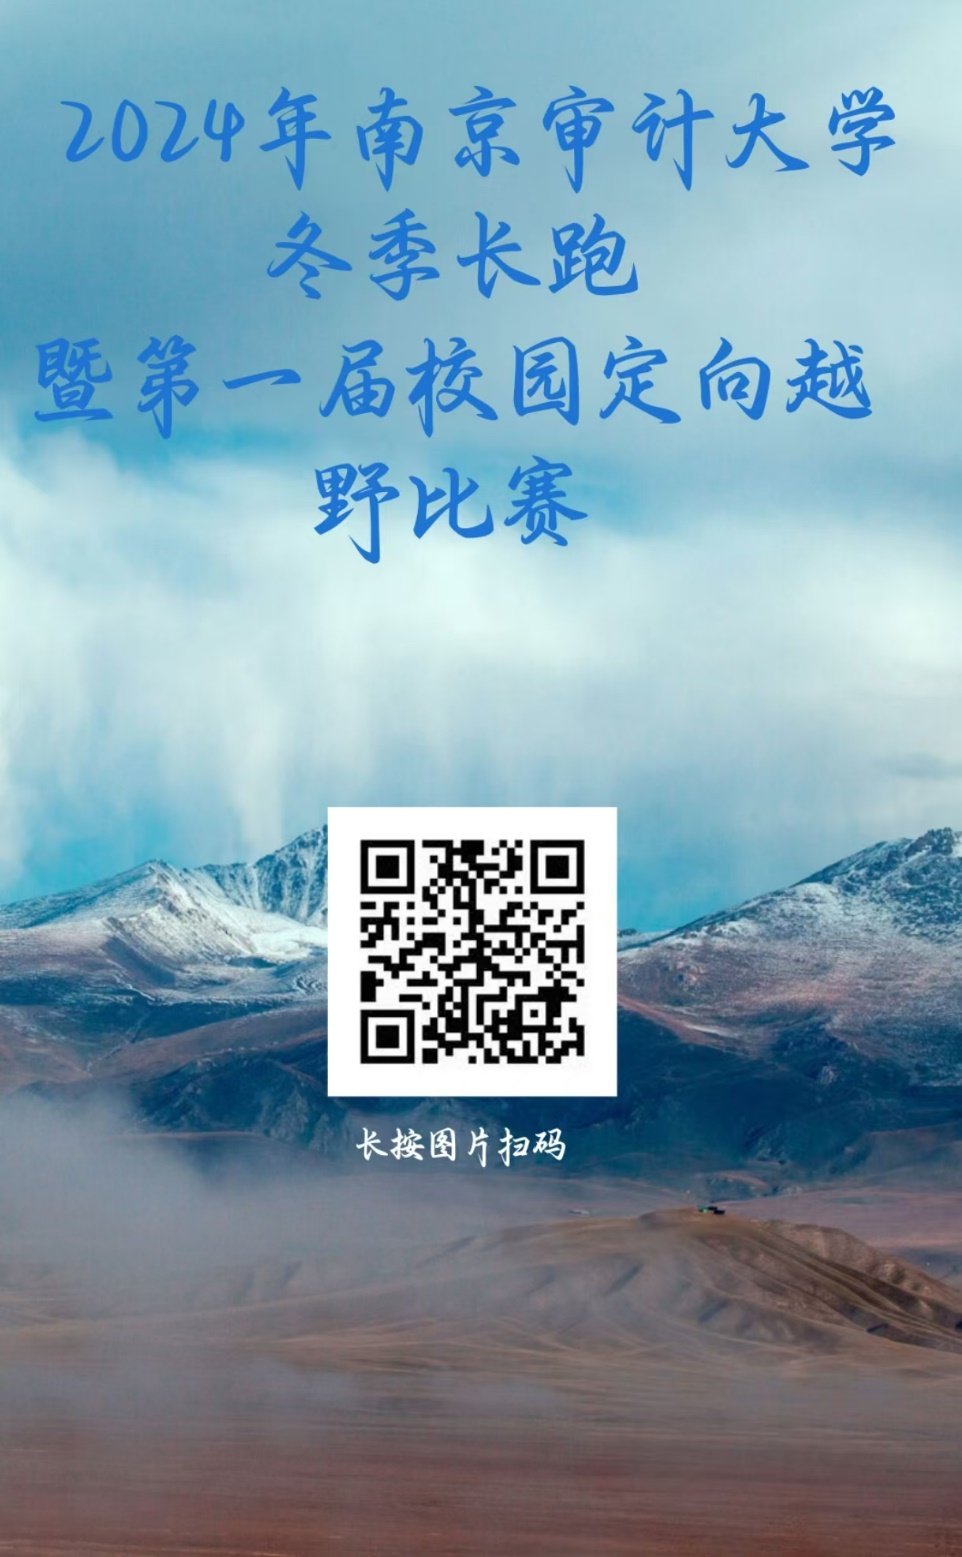 2024年南京审计大学
冬季长跑
暨第一届校园定向越
野比赛
长按图片扫码